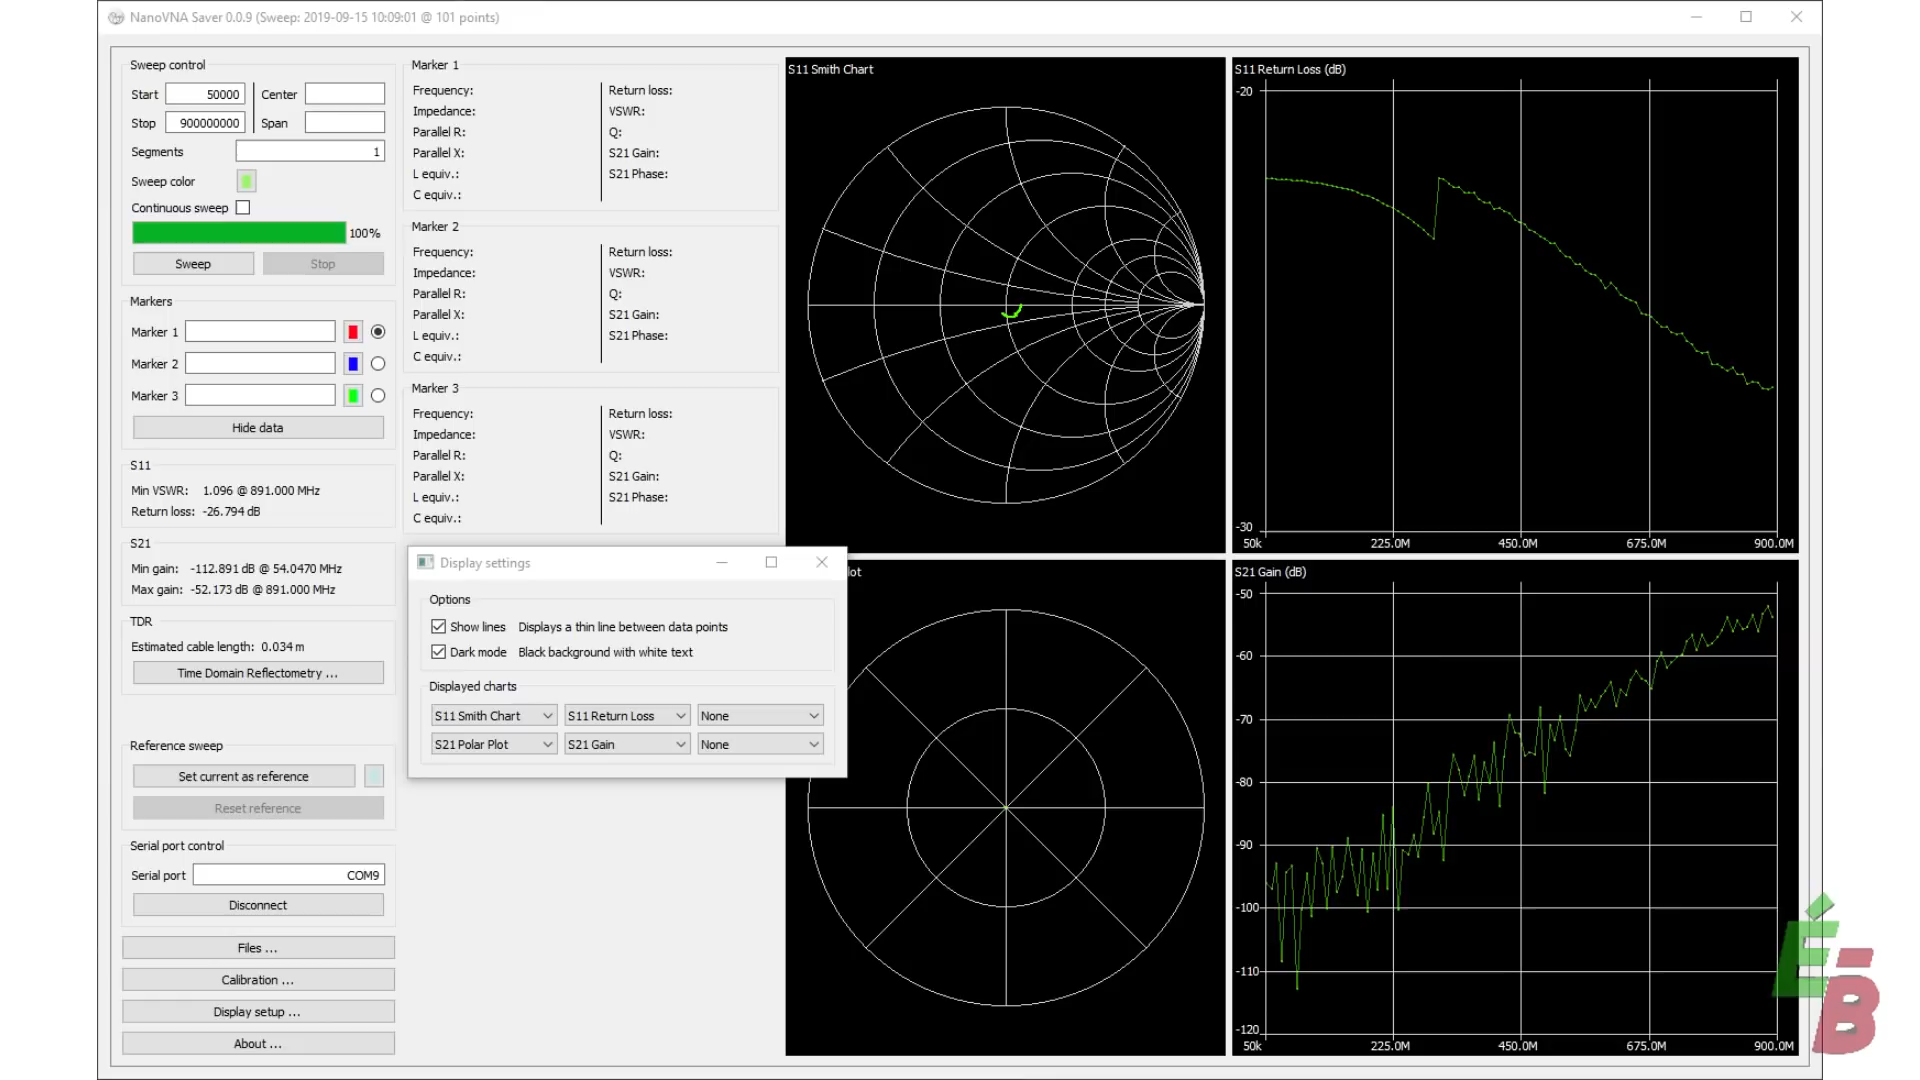 NanoVNA Saver 0.0.9 (Sweep: 2019-09-15 10:09:01 @ 101 points)
Sweep control
Start 50000 Center
Stop 900000000 Span
Segments 1
Sweep color
Continuous sweep
100%
Sweep Stop
Markers
Marker 1
Marker 2
Marker 3
Hide data
S11
Min VSWR: 1.096 @ 891.000 MHz
Return loss: -26.794 dB
S21
Min gain: -112.891 dB @ 54.0470 MHz
Max gain: -52.173 dB @ 891.000 MHz
TDR
Estimated cable length: 0.034 m
Time Domain Reflectometry ...
Reference sweep
Set current as reference
Reset reference
Serial port control
Serial port COM9
Disconnect
Files ...
Calibration ...
Display setup ...
About ...
Marker 1
Frequency: Return loss:
Impedance: VSWR:
Parallel R: Q:
Parallel X: S21 Gain:
L equiv.: S21 Phase:
C equiv.:
Marker 2
Frequency: Return loss:
Impedance: VSWR:
Parallel R: Q:
Parallel X: S21 Gain:
L equiv.: S21 Phase:
C equiv.:
Marker 3
Frequency: Return loss:
Impedance: VSWR:
Parallel R: Q:
Parallel X: S21 Gain:
L equiv.: S21 Phase:
C equiv.:
Display settings
Options
Show lines Displays a thin line between data points
Dark mode Black background with white text
Displayed charts
S11 Smith Chart S11 Return Loss None
S21 Polar Plot S21 Gain None
S11 Smith Chart
lot
S11 Return Loss (dB)
-20
-30
50k 225.0M 450.0M 675.0M 900.0M
S21 Gain (dB)
-50
-60
-70
-80
-90
-100
-110
-120
50k 225.0M 450.0M 675.0M 900.0M
ÉB